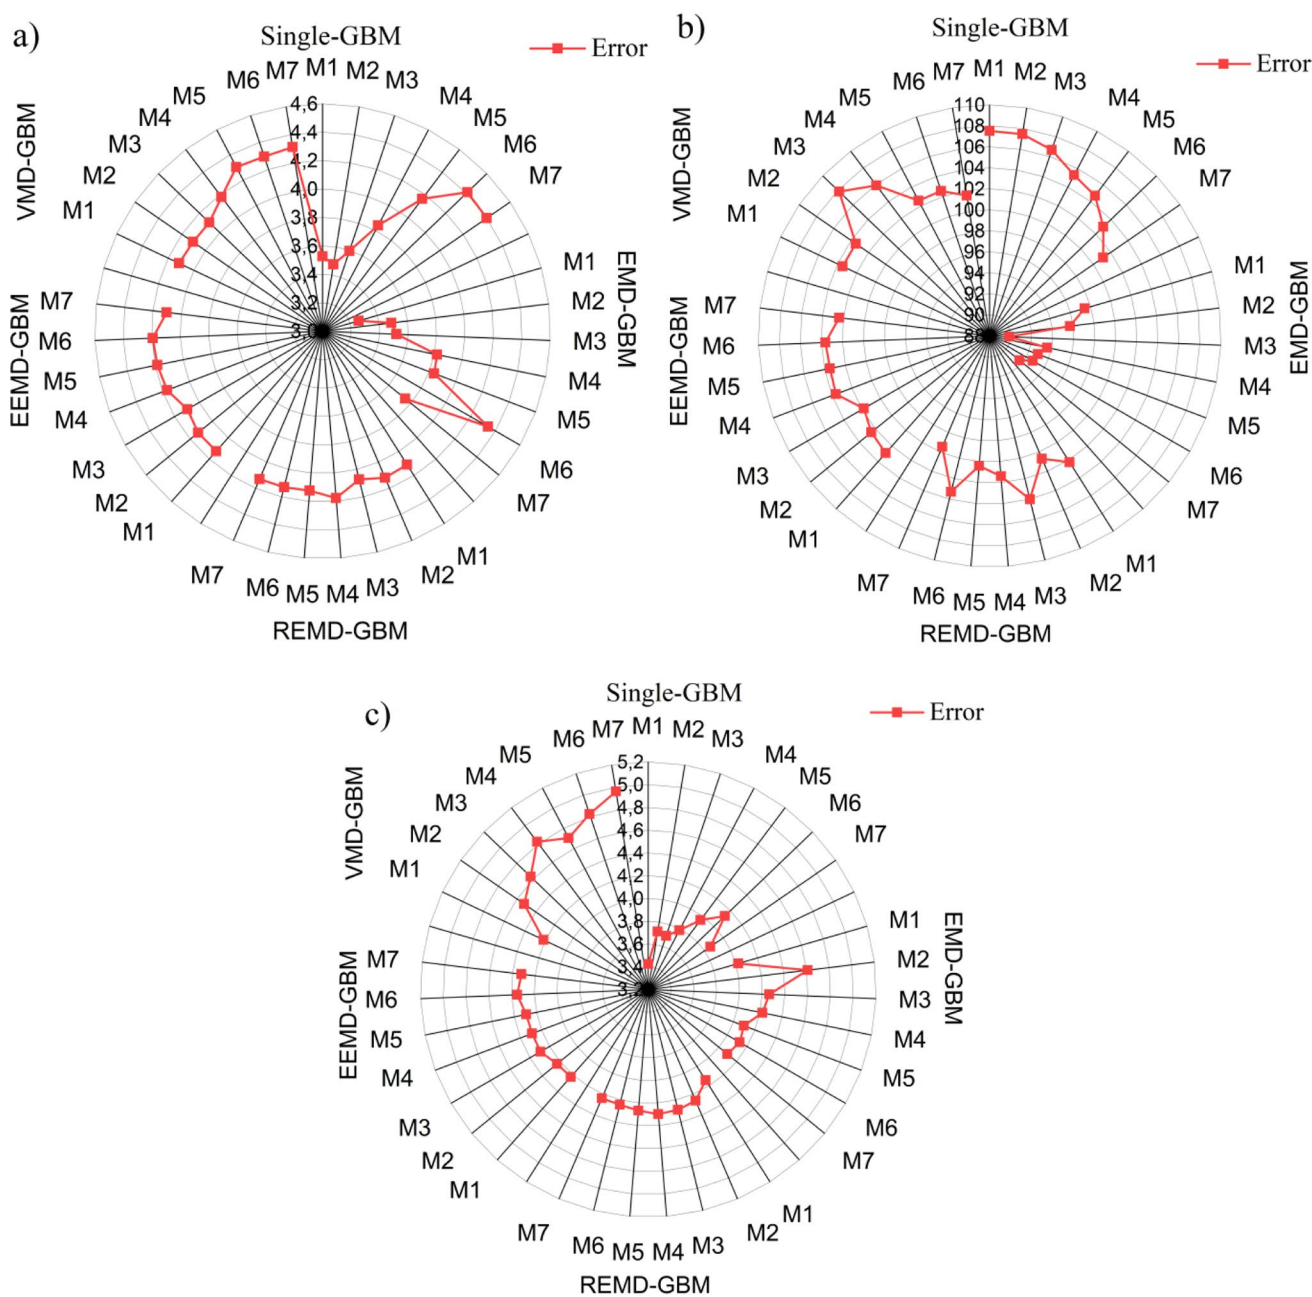 a)
Single-GBM
Error
M1
M2
M3
M4
M5
M6
M7
EMD-GBM
M1
M2
M3
M4
M5
M6
M7
REMD-GBM
M1
M2
M3
M4
M5
M6
M7
EEMD-GBM
M1
M2
M3
M4
M5
M6
M7
VMD-GBM
M1
M2
M3
M4
M5
M6
M7
4,6
4,4
4,2
4,0
3,8
3,6
3,4
3,2
3,0
b)
Single-GBM
Error
M1
M2
M3
M4
M5
M6
M7
EMD-GBM
M1
M2
M3
M4
M5
M6
M7
REMD-GBM
M1
M2
M3
M4
M5
M6
M7
EEMD-GBM
M1
M2
M3
M4
M5
M6
M7
VMD-GBM
M1
M2
M3
M4
M5
M6
M7
110
108
106
104
102
100
98
96
94
92
90
88
c)
Single-GBM
Error
M1
M2
M3
M4
M5
M6
M7
EMD-GBM
M1
M2
M3
M4
M5
M6
M7
REMD-GBM
M1
M2
M3
M4
M5
M6
M7
EEMD-GBM
M1
M2
M3
M4
M5
M6
M7
VMD-GBM
M1
M2
M3
M4
M5
M6
M7
5,2
5,0
4,8
4,6
4,4
4,2
4,0
3,8
3,6
3,4
3,2